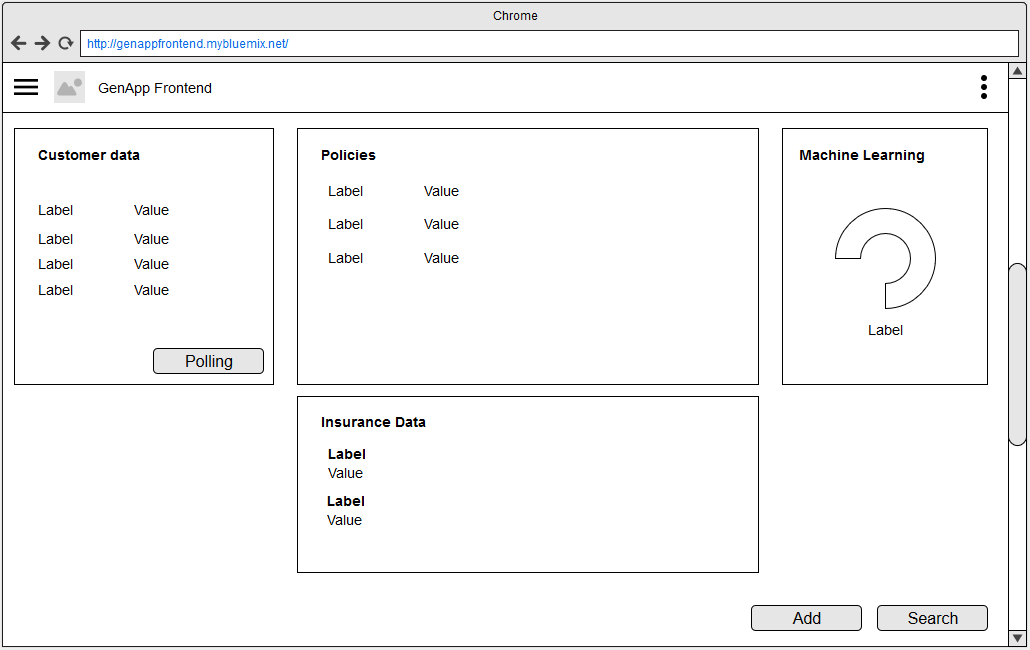 Chrome
http://genappfrontend.mybluemix.net/
GenApp Frontend
Customer data
Label Value
Label Value
Label Value
Label Value
Polling
Policies
Label Value
Label Value
Label Value
Machine Learning
Label
Insurance Data
Label
Value
Label
Value
Add
Search